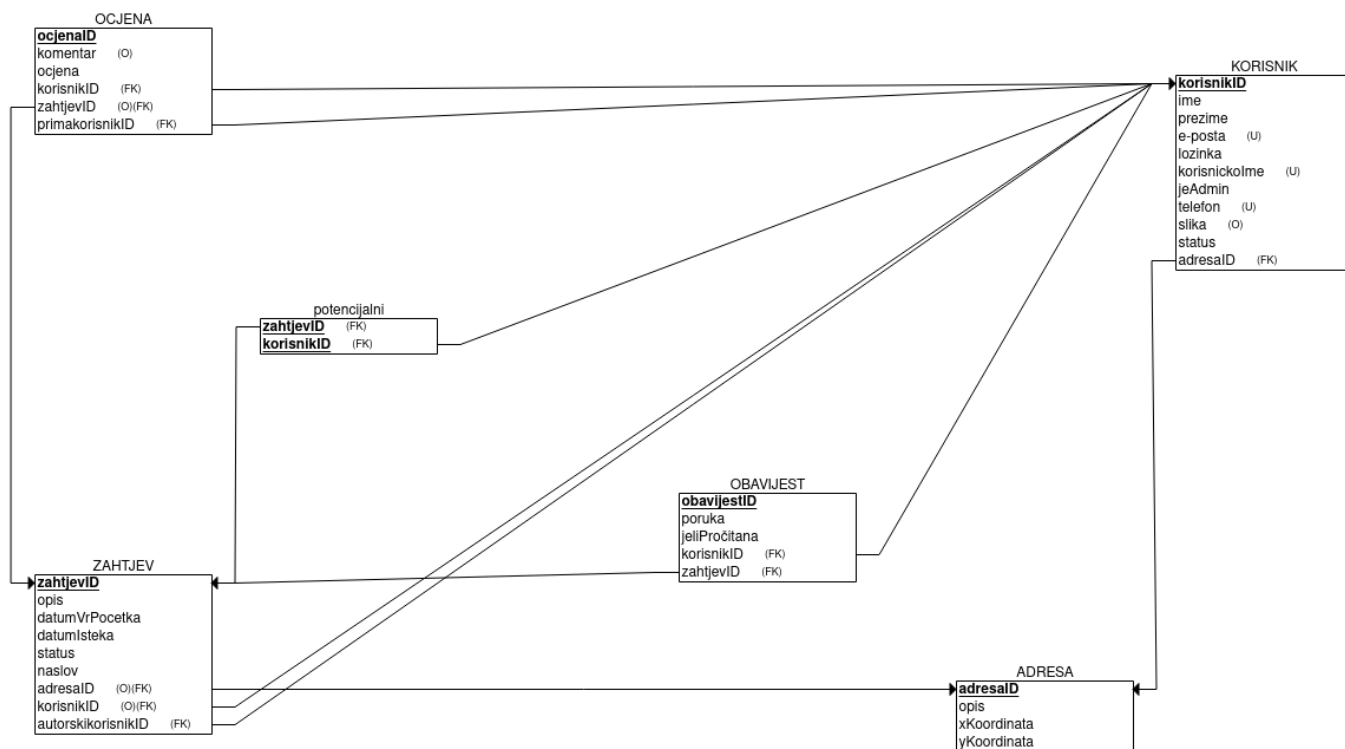 OCJENA
ocjenaID
komentar (O)
ocjena
korisnikID (FK)
zahtjevID (O)(FK)
primakorisnikID (FK)
KORISNIK
korisnikID
ime
prezime
e-posta (U)
lozinka
korisnickoIme (U)
jeAdmin
telefon (U)
slika (O)
status
adresaID (FK)
potencijalni
zahtjevID (FK)
korisnikID (FK)
OBAVIJEST
obavijestID
poruka
jeliPročitana
korisnikID (FK)
zahtjevID (FK)
ZAHTJEV
zahtjevID
opis
datumVrPocetka
datumIsteka
status
naslov
adresaID (O)(FK)
korisnikID (O)(FK)
autorskikorisnikID (FK)
ADRESA
adresaID
opis
xKoordinata
yKoordinata